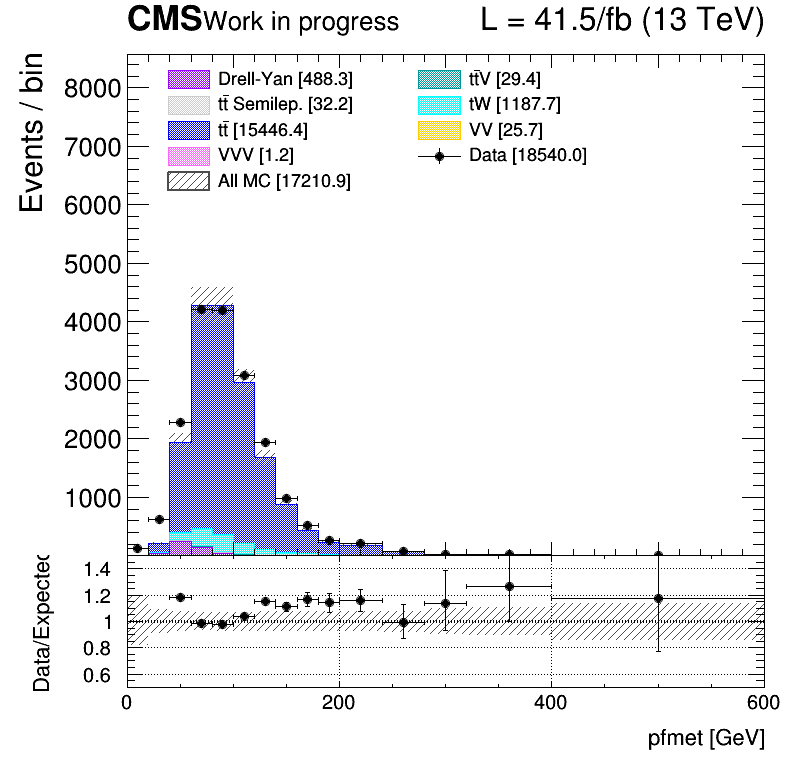 CMS Work in progress L = 41.5/fb (13 TeV)
Events / bin
8000
7000
6000
5000
4000
3000
2000
1000
Drell-Yan [488.3]
tt̄ Semilep. [32.2]
tt̄ [15446.4]
VVV [1.2]
All MC [17210.9]
tt̄V [29.4]
tW [1187.7]
VV [25.7]
Data [18540.0]
Data/Expected
1.4
1.2
1
0.8
0.6
0 200 400 600
pfmet [GeV]